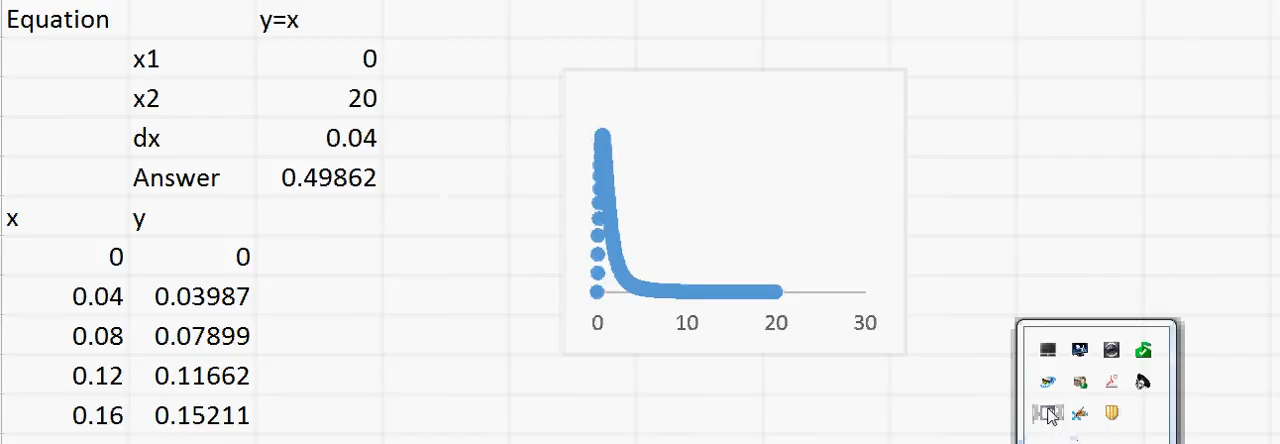 Equation y=x
x1 0
x2 20
dx 0.04
Answer 0.49862
x y
0 0
0.04 0.03987
0.08 0.07899
0.12 0.11662
0.16 0.15211
0 10 20 30